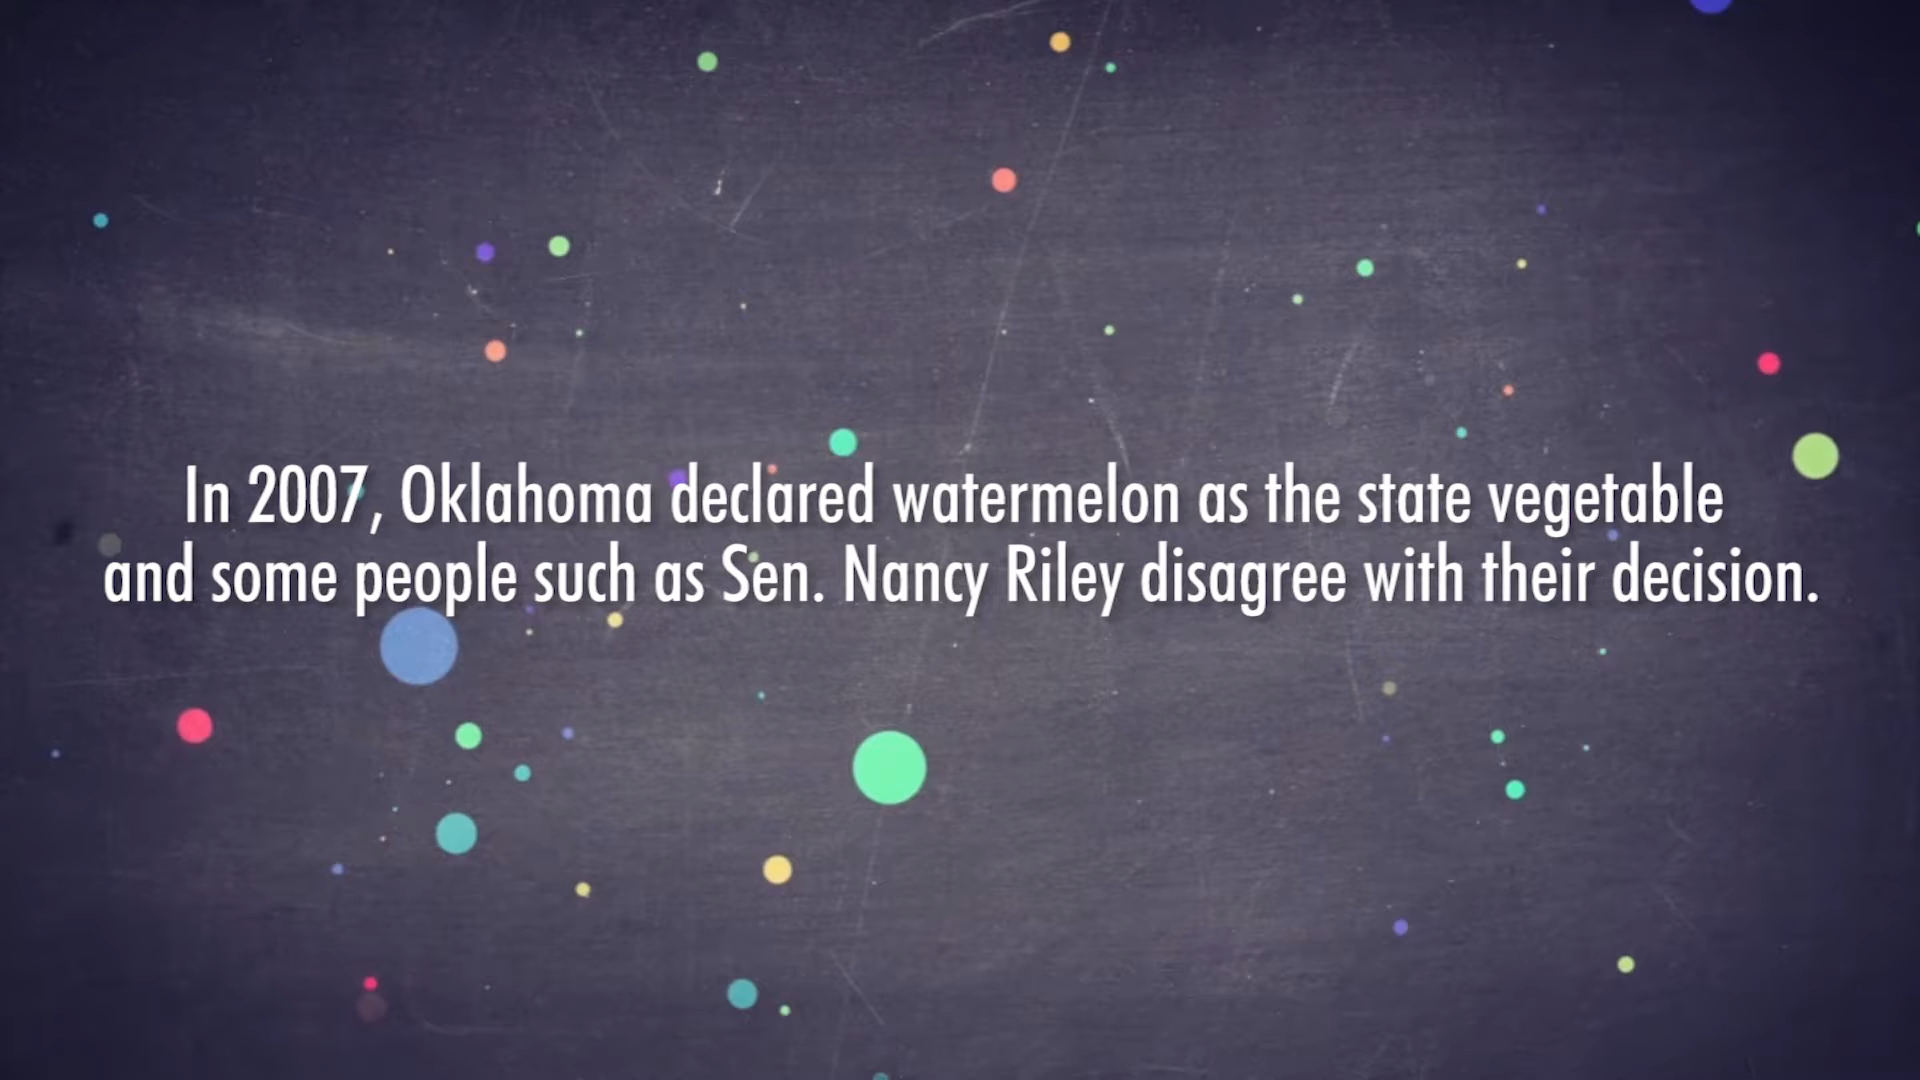 In 2007, Oklahoma declared watermelon as the state vegetable
and some people such as Sen. Nancy Riley disagree with their decision.